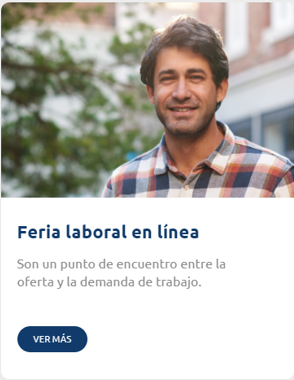 Feria laboral en línea
Son un punto de encuentro entre la
oferta y la demanda de trabajo.
VER MÁS